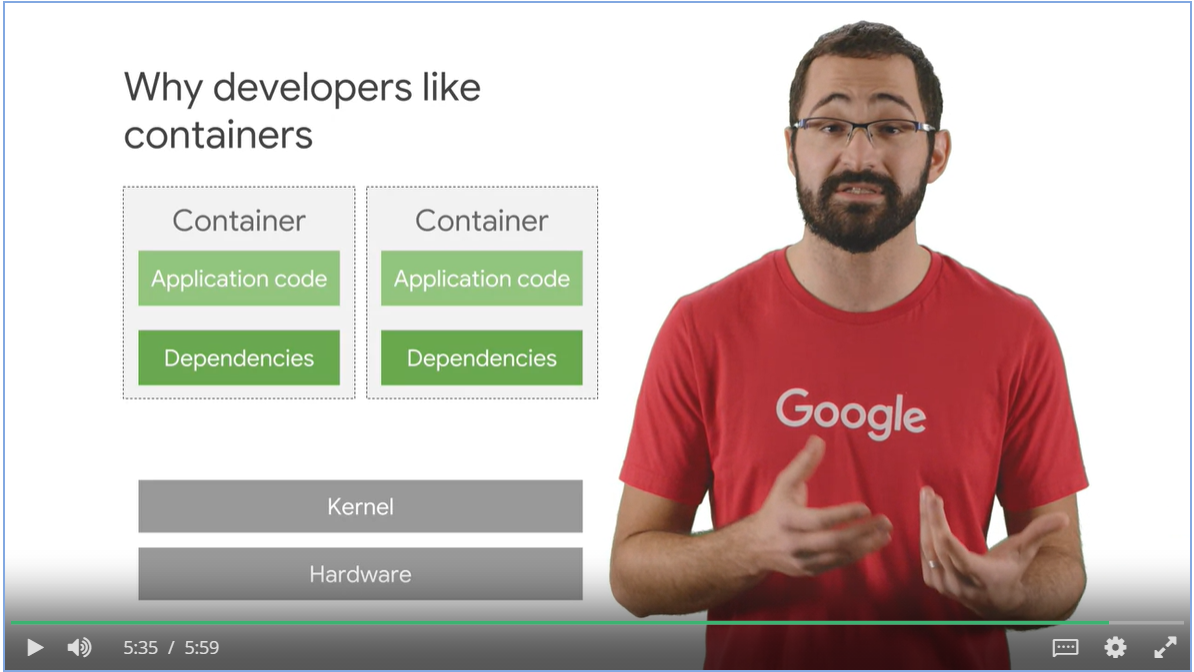 Why developers like
containers
Container
Application code
Dependencies
Container
Application code
Dependencies
Kernel
Hardware
Google
5:35 / 5:59